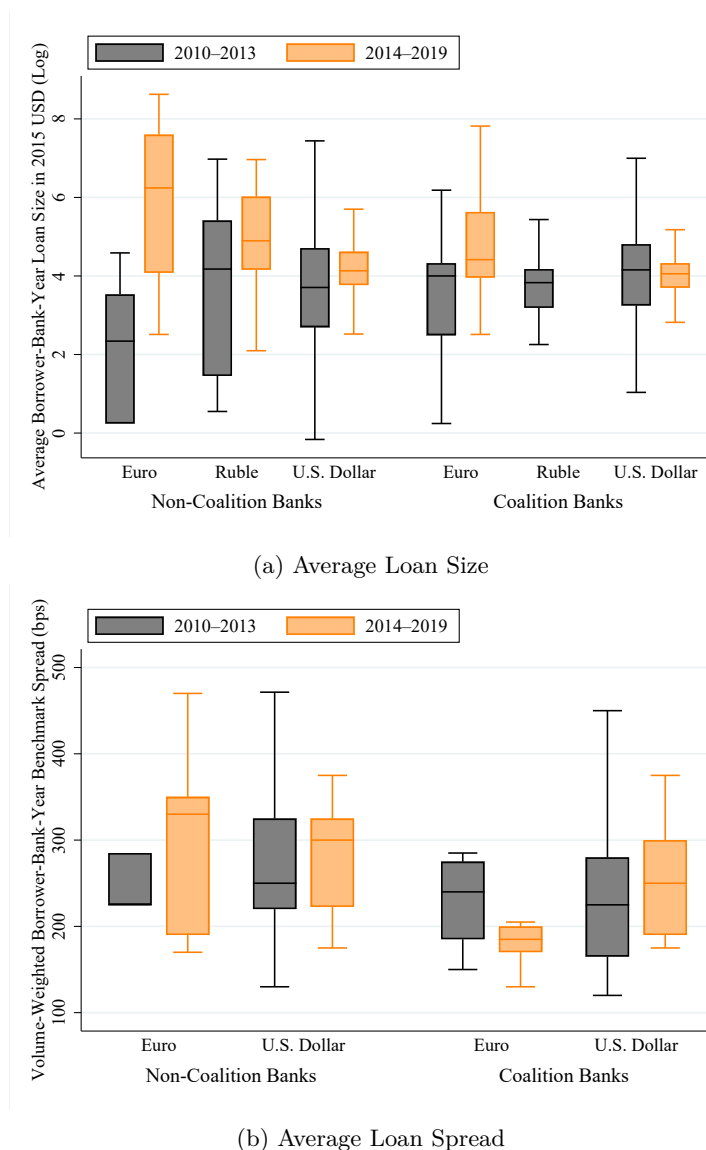 2010–2013 2014–2019
Average Borrower-Bank-Year Loan Size in 2015 USD (Log)
8
6
4
2
0
Euro Ruble U.S. Dollar Euro Ruble U.S. Dollar
Non-Coalition Banks Coalition Banks
(a) Average Loan Size
2010–2013 2014–2019
Volume-Weighted Borrower-Bank-Year Benchmark Spread (bps)
500
400
300
200
100
Euro U.S. Dollar Euro U.S. Dollar
Non-Coalition Banks Coalition Banks
(b) Average Loan Spread